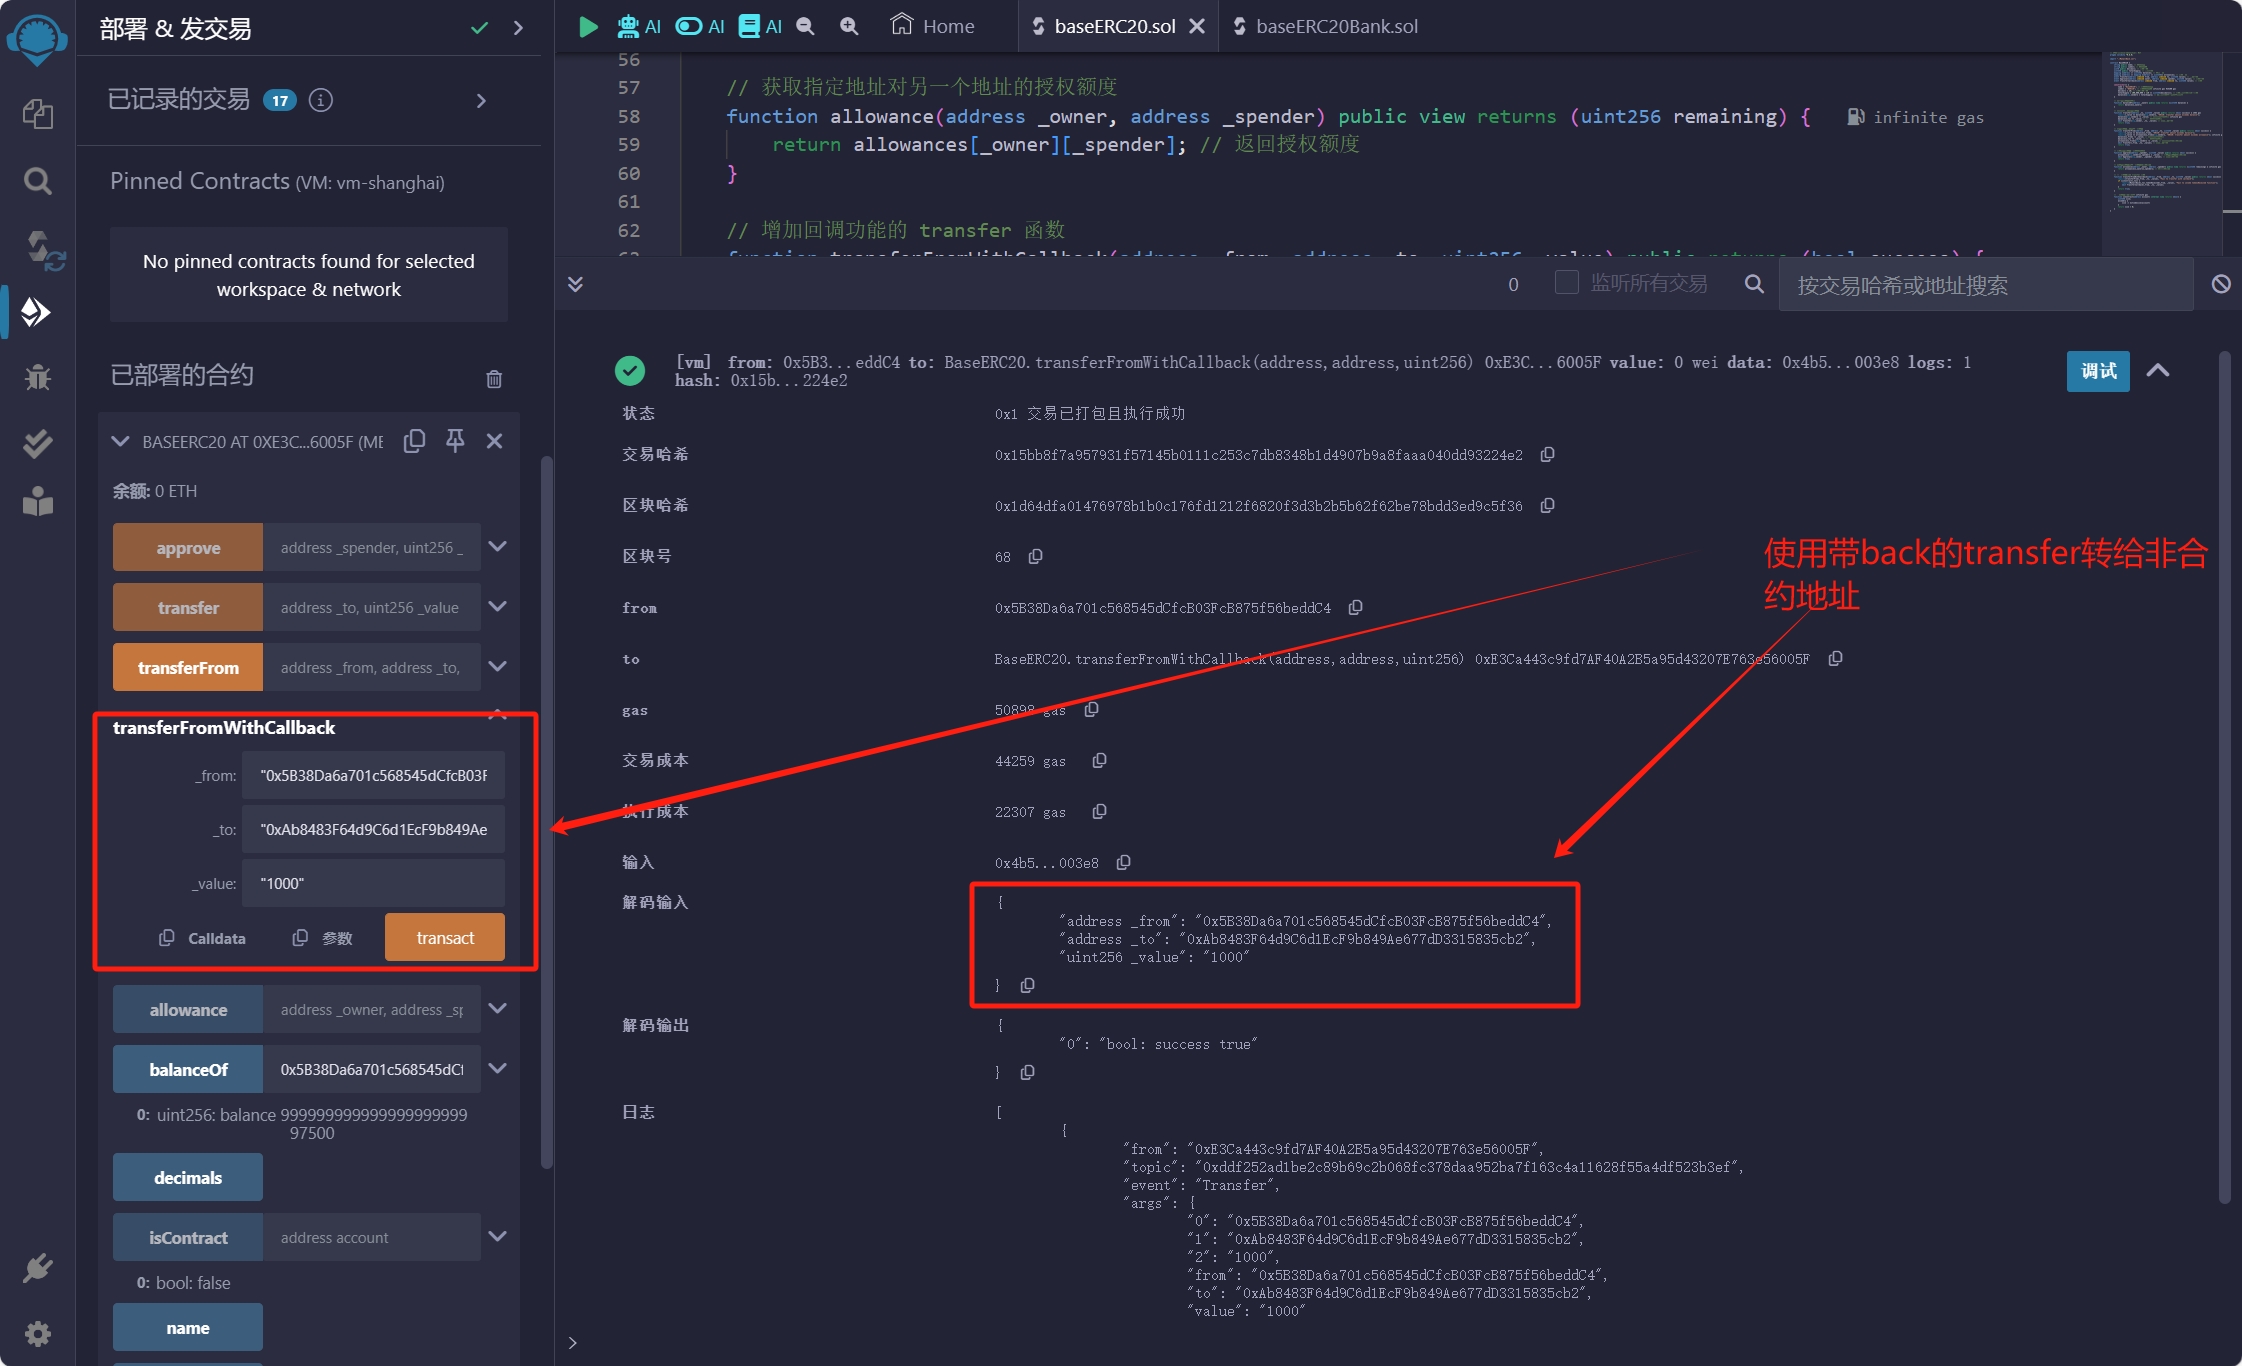 部署 & 发交易
已记录的交易 17
Pinned Contracts (VM: vm-shanghai)
No pinned contracts found for selected
workspace & network
已部署的合约
BASEERC20 AT 0XE3C...6005F (ME
余额: 0 ETH
approve address _spender, uint256 _
transfer address _to, uint256 _value
transferFrom address _from, address _to,
transferFromWithCallback
_from: "0x5B38Da6a701c568545dCfcB03F
_to: "0xAb8483F64d9C6d1EcF9b849Ae
_value: "1000"
Calldata 参数 transact
allowance address _owner, address _sp
balanceOf 0x5B38Da6a701c568545dCf
0: uint256: balance 999999999999999999999
97500
decimals
isContract address account
0: bool: false
name
AI AI AI Home baseERC20.sol baseERC20Bank.sol
56
57 // 获取指定地址对另一个地址的授权额度
58 function allowance(address _owner, address _spender) public view returns (uint256 remaining) { infinite gas
59 return allowances[_owner][_spender]; // 返回授权额度
60 }
61
62 // 增加回调功能的 transfer 函数
0 监听所有交易 按交易哈希或地址搜索
[vm] from: 0x5B3...eddC4 to: BaseERC20.transferFromWithCallback(address,address,uint256) 0xE3C...6005F value: 0 wei data: 0x4b5...003e8 logs: 1
hash: 0x15b...224e2
调试
状态 0x1 交易已打包且执行成功
交易哈希 0x15bb8f7a957931f57145b0111c253c7db8348b1d4907b9a8faaa040dd93224e2
区块哈希 0x1d64dfa01476978b1b0c176fd1212f6820f3d3b2b5b62f62be78bdd3ed9c5f36
区块号 68
from 0x5B38Da6a701c568545dCfcB03FcB875f56beddC4
to BaseERC20.transferFromWithCallback(address,address,uint256) 0xE3Ca443c9fd7AF40A2B5a95d43207E763e56005F
gas 50898 gas
交易成本 44259 gas
执行成本 22307 gas
输入 0x4b5...003e8
解码输入 {
"address _from": "0x5B38Da6a701c568545dCfcB03FcB875f56beddC4",
"address _to": "0xAb8483F64d9C6d1EcF9b849Ae677dD3315835cb2",
"uint256 _value": "1000"
}
解码输出 {
"0": "bool: success true"
}
日志 [
{
"from": "0xE3Ca443c9fd7AF40A2B5a95d43207E763e56005F",
"topic": "0xddf252ad1be2c89b69c2b068fc378daa952ba7f163c4a11628f55a4df523b3ef",
"event": "Transfer",
"args": {
"0": "0x5B38Da6a701c568545dCfcB03FcB875f56beddC4",
"1": "0xAb8483F64d9C6d1EcF9b849Ae677dD3315835cb2",
"2": "1000",
"from": "0x5B38Da6a701c568545dCfcB03FcB875f56beddC4",
"to": "0xAb8483F64d9C6d1EcF9b849Ae677dD3315835cb2",
"value": "1000"
>
使用带back的transfer转给非合
约地址